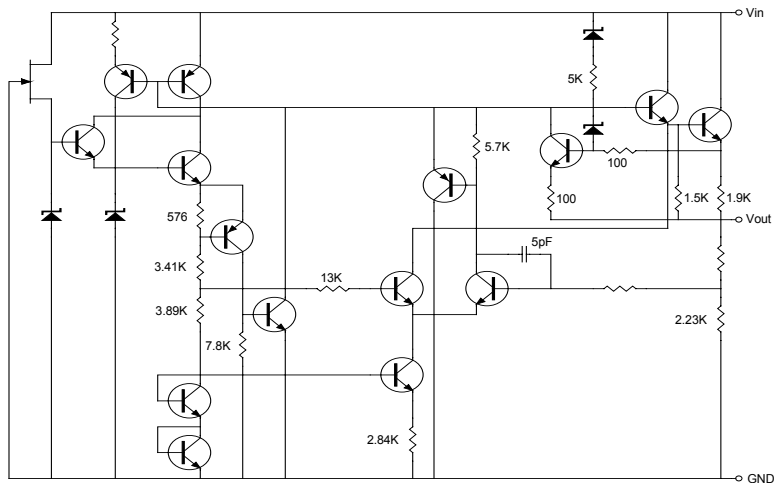 Vin
5K
5.7K
100
100
1.5K
1.9K
576
Vout
5pF
3.41K
13K
3.89K
7.8K
2.23K
2.84K
GND